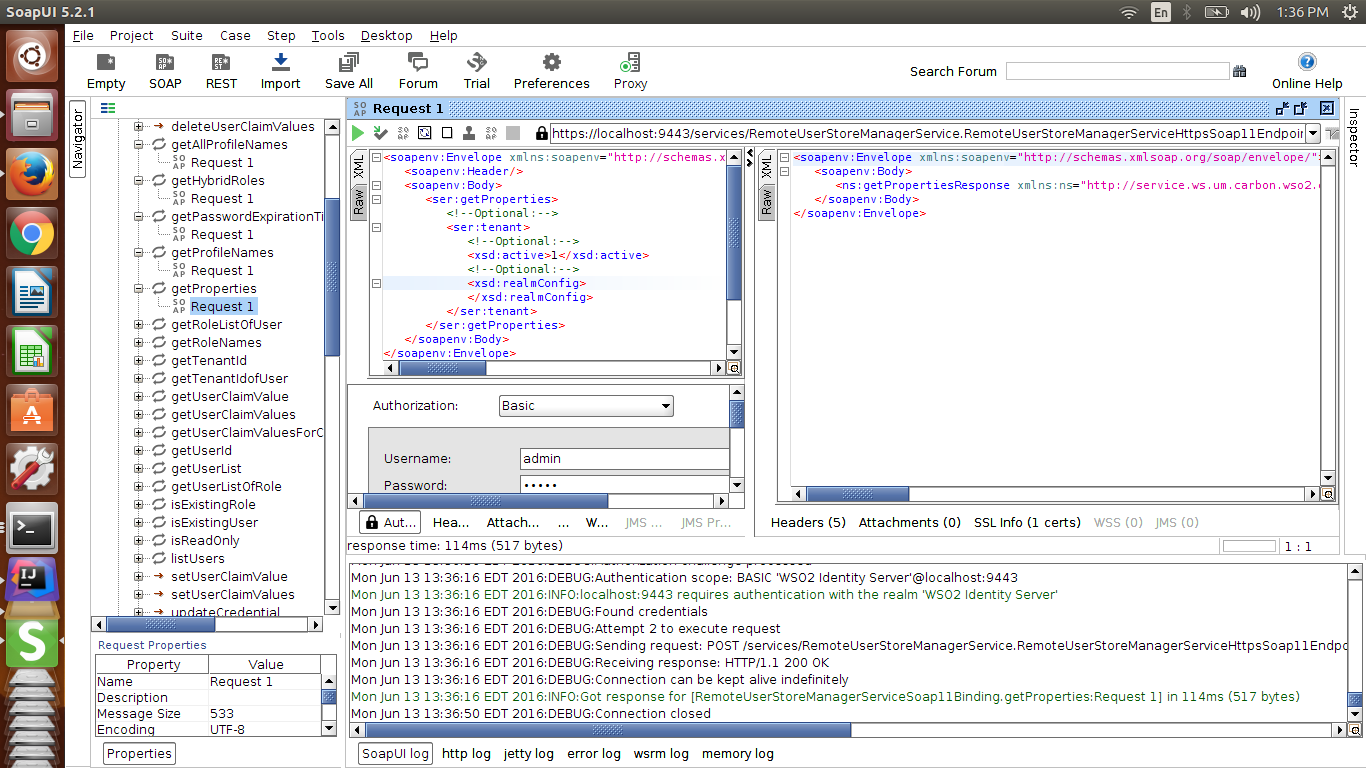 SoapUI 5.2.1
En
1:36 PM
File Project Suite Case Step Tools Desktop Help
Empty SOAP REST Import Save All Forum Trial Preferences Proxy
Search Forum
Online Help
Navigator
deleteUserClaimValues
getAllProfileNames
Request 1
getHybridRoles
Request 1
getPasswordExpirationTi
Request 1
getProfileNames
Request 1
getProperties
Request 1
getRoleListOfUser
getRoleNames
getTenantId
getTenantIdofUser
getUserClaimValue
getUserClaimValues
getUserClaimValuesForC
getUserId
getUserList
getUserListOfRole
isExistingRole
isExistingUser
isReadOnly
listUsers
setUserClaimValue
setUserClaimValues
updateCredential
Request Properties
Property Value
Name Request 1
Description
Message Size 533
Encoding UTF-8
Properties
Request 1
https://localhost:9443/services/RemoteUserStoreManagerService.RemoteUserStoreManagerServiceHttpsSoap11Endpoin
XML
Raw
<soapenv:Envelope xmlns:soapenv="http://schemas.x
<soapenv:Header/>
<soapenv:Body>
<ser:getProperties>
<!--Optional:-->
<ser:tenant>
<!--Optional:-->
<xsd:active>1</xsd:active>
<!--Optional:-->
<xsd:realmConfig>
</xsd:realmConfig>
</ser:tenant>
</ser:getProperties>
</soapenv:Body>
</soapenv:Envelope>
Authorization: Basic
Username: admin
Password: •••••
Aut... Hea... Attach... ... W... JMS ... JMS Pr...
response time: 114ms (517 bytes)
XML
Raw
<soapenv:Envelope xmlns:soapenv="http://schemas.xmlsoap.org/soap/envelope/"
<soapenv:Body>
<ns:getPropertiesResponse xmlns:ns="http://service.ws.um.carbon.wso2.
</soapenv:Body>
</soapenv:Envelope>
Headers (5) Attachments (0) SSL Info (1 certs) WSS (0) JMS (0)
1 : 1
Inspector
Mon Jun 13 13:36:16 EDT 2016:DEBUG:Authorization challenge processed
Mon Jun 13 13:36:16 EDT 2016:DEBUG:Authentication scope: BASIC 'WSO2 Identity Server'@localhost:9443
Mon Jun 13 13:36:16 EDT 2016:INFO:localhost:9443 requires authentication with the realm 'WSO2 Identity Server'
Mon Jun 13 13:36:16 EDT 2016:DEBUG:Found credentials
Mon Jun 13 13:36:16 EDT 2016:DEBUG:Attempt 2 to execute request
Mon Jun 13 13:36:16 EDT 2016:DEBUG:Sending request: POST /services/RemoteUserStoreManagerService.RemoteUserStoreManagerServiceHttpsSoap11Endpo
Mon Jun 13 13:36:16 EDT 2016:DEBUG:Receiving response: HTTP/1.1 200 OK
Mon Jun 13 13:36:16 EDT 2016:DEBUG:Connection can be kept alive indefinitely
Mon Jun 13 13:36:16 EDT 2016:INFO:Got response for [RemoteUserStoreManagerServiceSoap11Binding.getProperties:Request 1] in 114ms (517 bytes)
Mon Jun 13 13:36:50 EDT 2016:DEBUG:Connection closed
SoapUI log http log jetty log error log wsrm log memory log